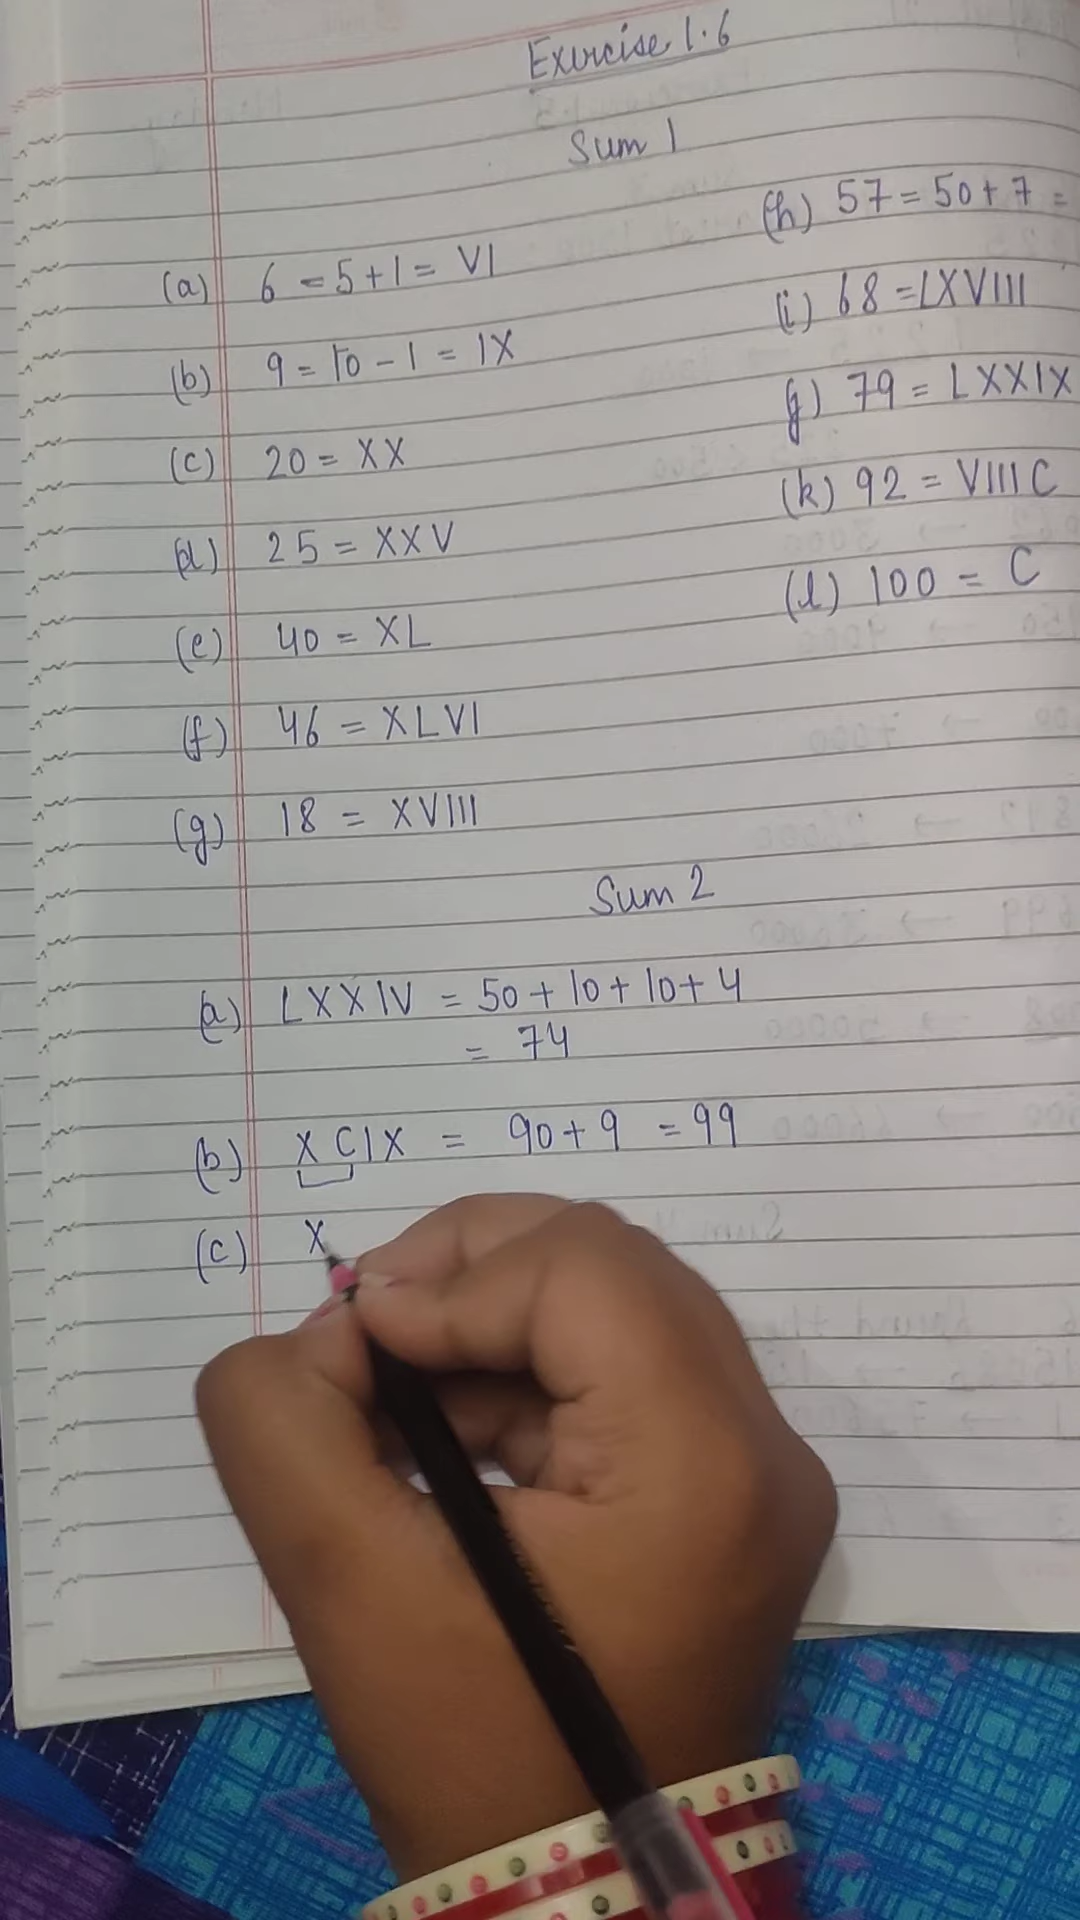 Exercise 1.6
Sum 1
(a) 6 = 5+1 = VI
(b) 9 = 10 - 1 = IX
(c) 20 = XX
(d) 25 = XXV
(e) 40 = XL
(f) 46 = XLVI
(g) 18 = XVIII
(h) 57 = 50+7 =
(i) 68 = LXVIII
(j) 79 = LXXIX
(k) 92 = VIIIC
(l) 100 = C
Sum 2
(a) LXXIV = 50+10+10+4
= 74
(b) XCIX = 90+9 = 99
(c) X